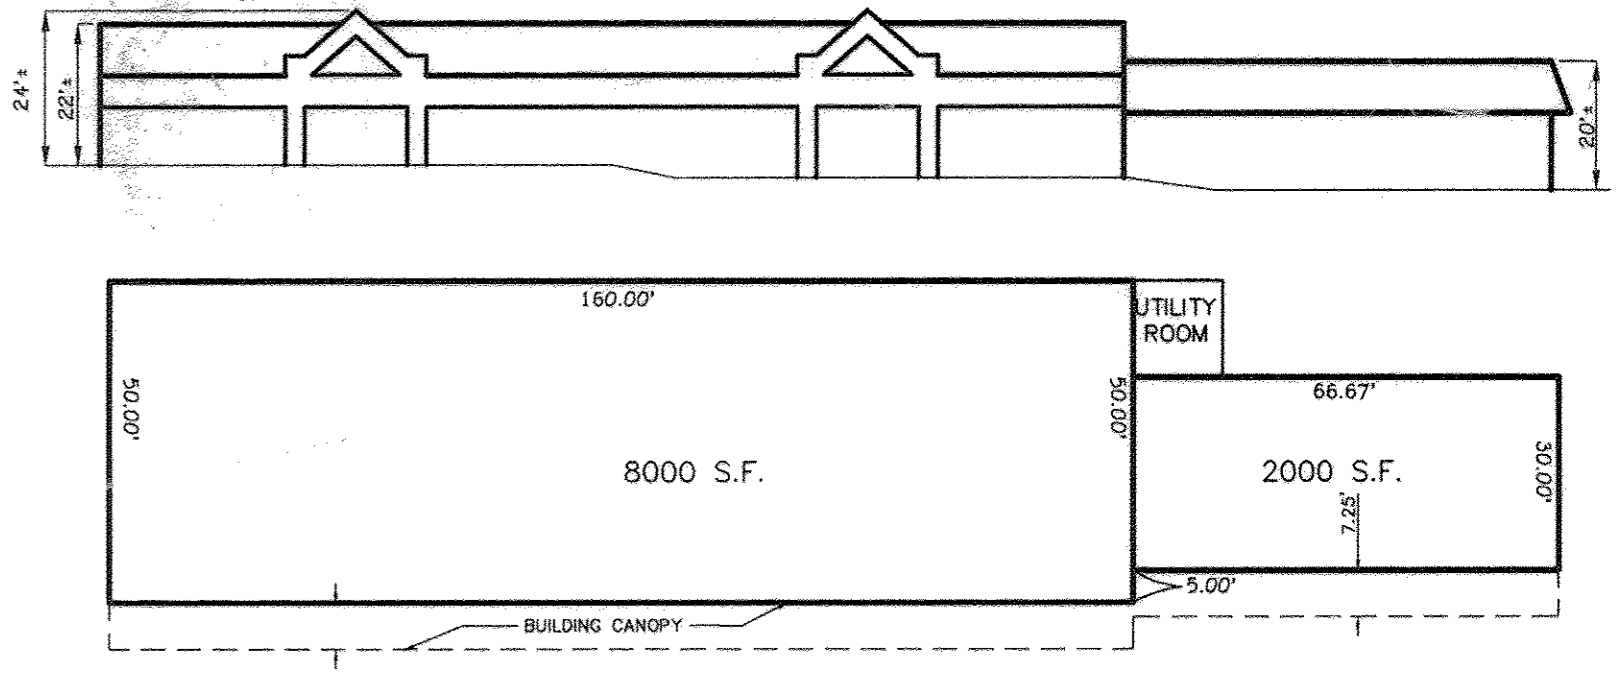 24'±
22'±
20'±
160.00'
UTILITY
ROOM
50.00'
50.00'
66.67'
30.00'
8000 S.F.
2000 S.F.
7.25'
5.00'
BUILDING CANOPY